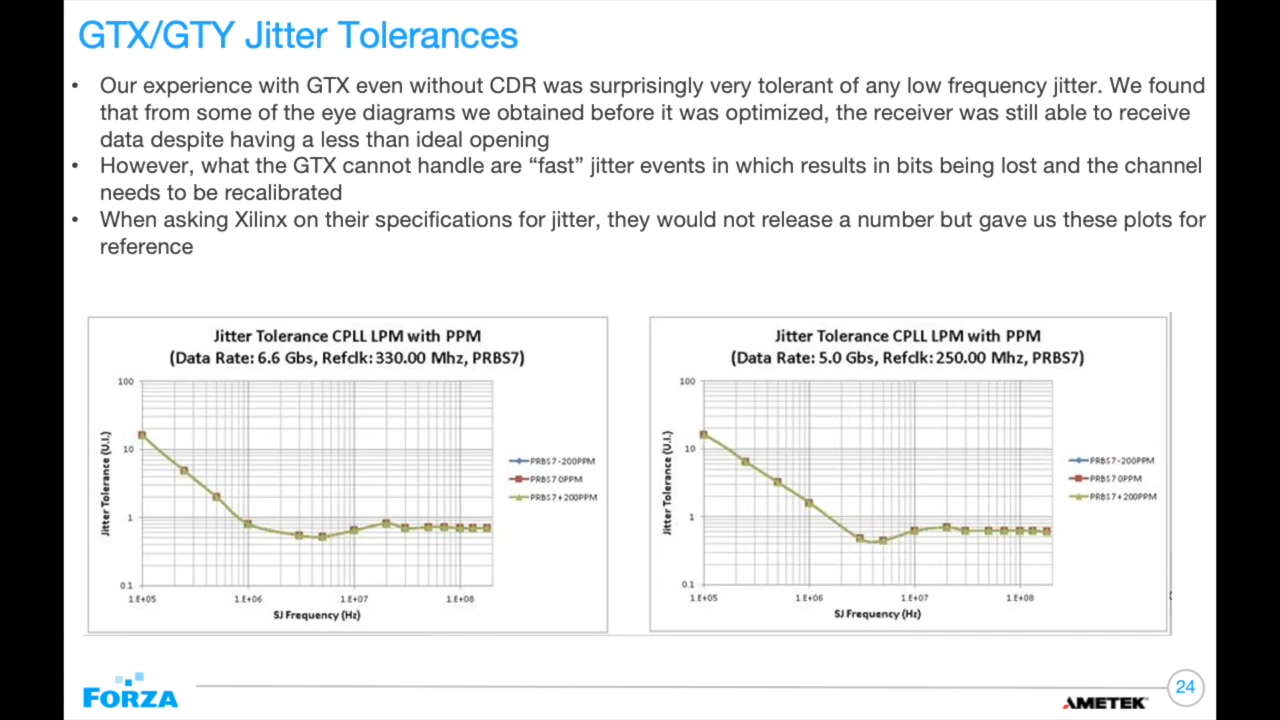 GTX/GTY Jitter Tolerances
• Our experience with GTX even without CDR was surprisingly very tolerant of any low frequency jitter. We found
that from some of the eye diagrams we obtained before it was optimized, the receiver was still able to receive
data despite having a less than ideal opening
• However, what the GTX cannot handle are “fast” jitter events in which results in bits being lost and the channel
needs to be recalibrated
• When asking Xilinx on their specifications for jitter, they would not release a number but gave us these plots for
reference
Jitter Tolerance CPLL LPM with PPM
(Data Rate: 6.6 Gbs, Refclk: 330.00 Mhz, PRBS7)
100
10
1
0.1
Jitter Tolerance (U.I.)
1.E+05 1.E+06 1.E+07 1.E+08
SJ Frequency (Hz)
PRBS7 -200PPM
PRBS7 0PPM
PRBS7 +200PPM
Jitter Tolerance CPLL LPM with PPM
(Data Rate: 5.0 Gbs, Refclk: 250.00 Mhz, PRBS7)
100
10
1
0.1
Jitter Tolerance (U.I.)
1.E+05 1.E+06 1.E+07 1.E+08
SJ Frequency (Hz)
PRBS7 -200PPM
PRBS7 0PPM
PRBS7 +200PPM
FORZA
AMETEK
24